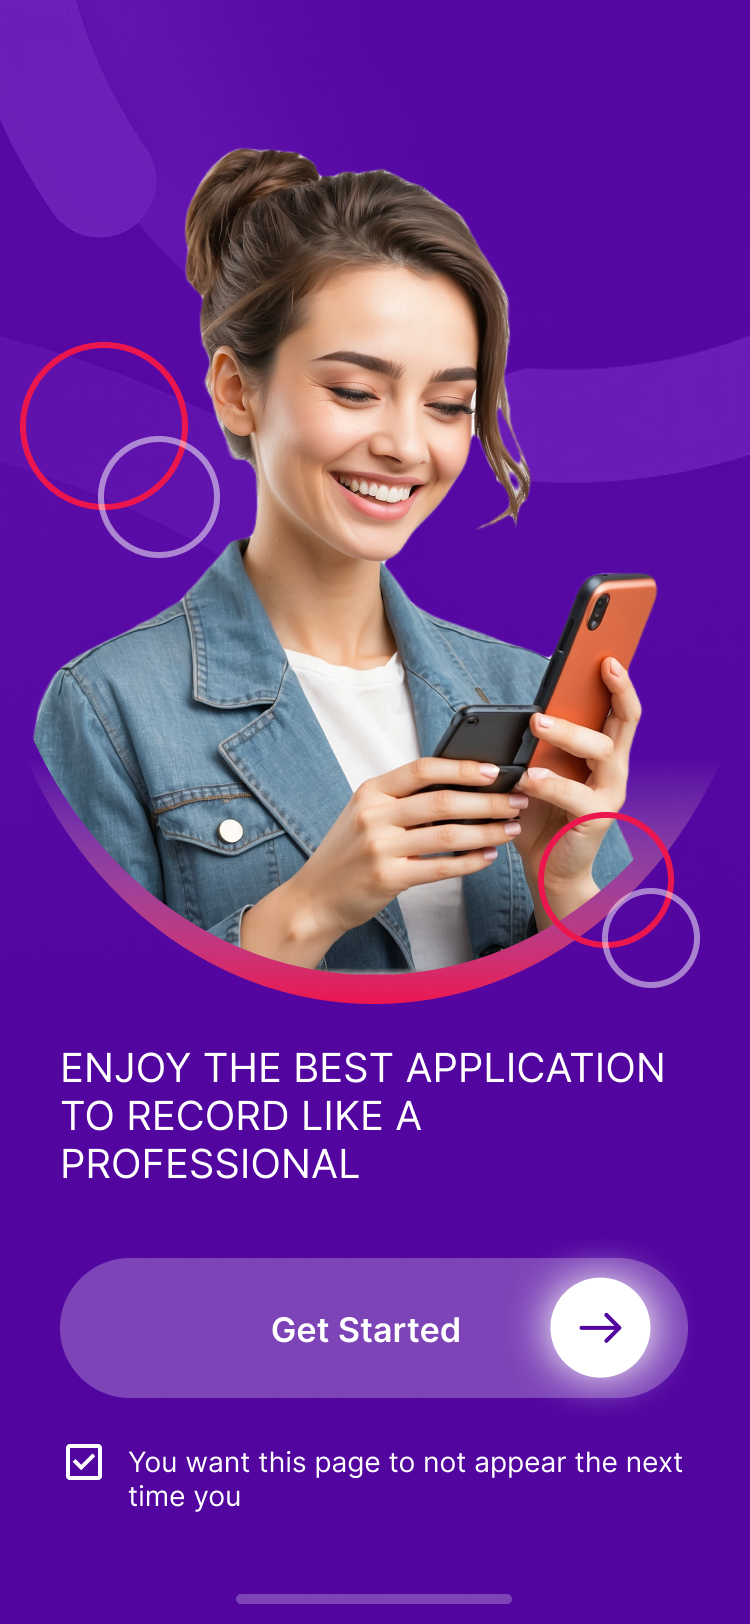 ENJOY THE BEST APPLICATION
TO RECORD LIKE A
PROFESSIONAL
Get Started
You want this page to not appear the next
time you